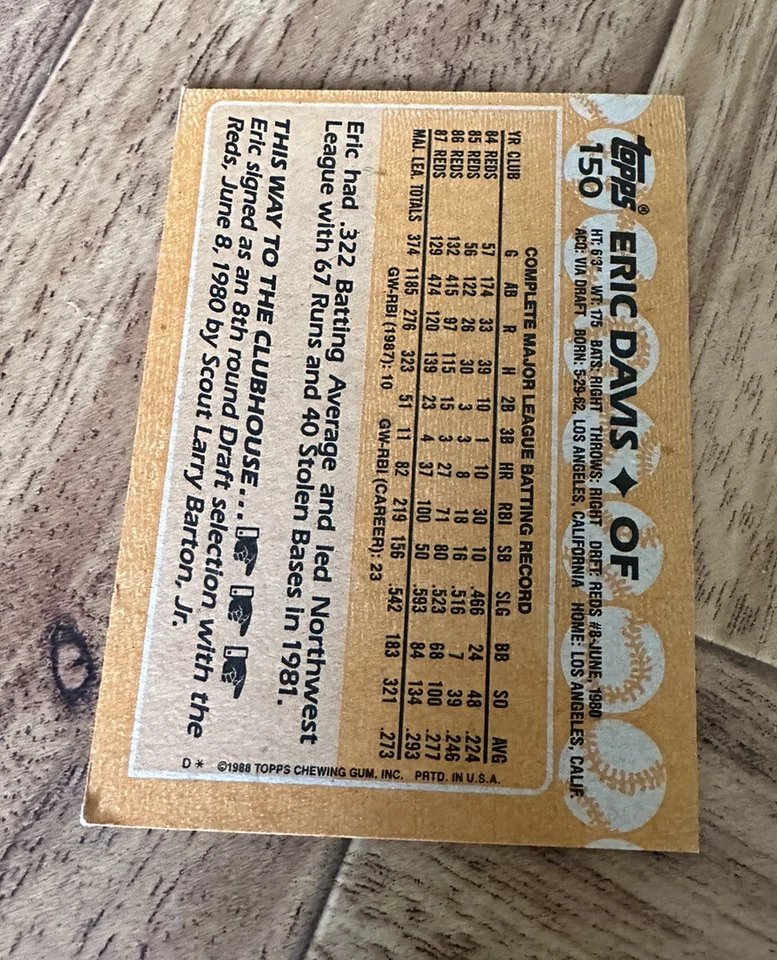 topps®
150
ERIC DAVIS ✦ OF
HT: 6'3" WT: 175 BATS: RIGHT THROWS: RIGHT DRFT: REDS #8-JUNE, 1980
ACQ: VIA DRAFT BORN: 5-29-62, LOS ANGELES, CALIFORNIA HOME: LOS ANGELES, CALIF.
COMPLETE MAJOR LEAGUE BATTING RECORD
YR CLUB G AB R H 2B 3B HR RBI SB SLG BB SO AVG
84 REDS 57 174 33 39 10 1 10 30 10 .466 24 48 .224
85 REDS 56 122 26 30 3 3 8 18 16 .516 7 39 .246
86 REDS 132 415 97 115 15 3 27 71 80 .523 68 100 .277
87 REDS 129 474 120 139 23 4 37 100 50 .593 84 134 .293
MAJ. LEA. TOTALS 374 1185 276 323 51 11 82 219 156 .542 183 321 .273
GW-RBI (1987): 10 GW-RBI (CAREER): 23
Eric had .322 Batting Average and led Northwest
League with 67 Runs and 40 Stolen Bases in 1981.
THIS WAY TO THE CLUBHOUSE...
Eric signed as an 8th round Draft selection with the
Reds, June 8, 1980 by Scout Larry Barton, Jr.
D* ©1988 TOPPS CHEWING GUM, INC. PRTD. IN U.S.A.